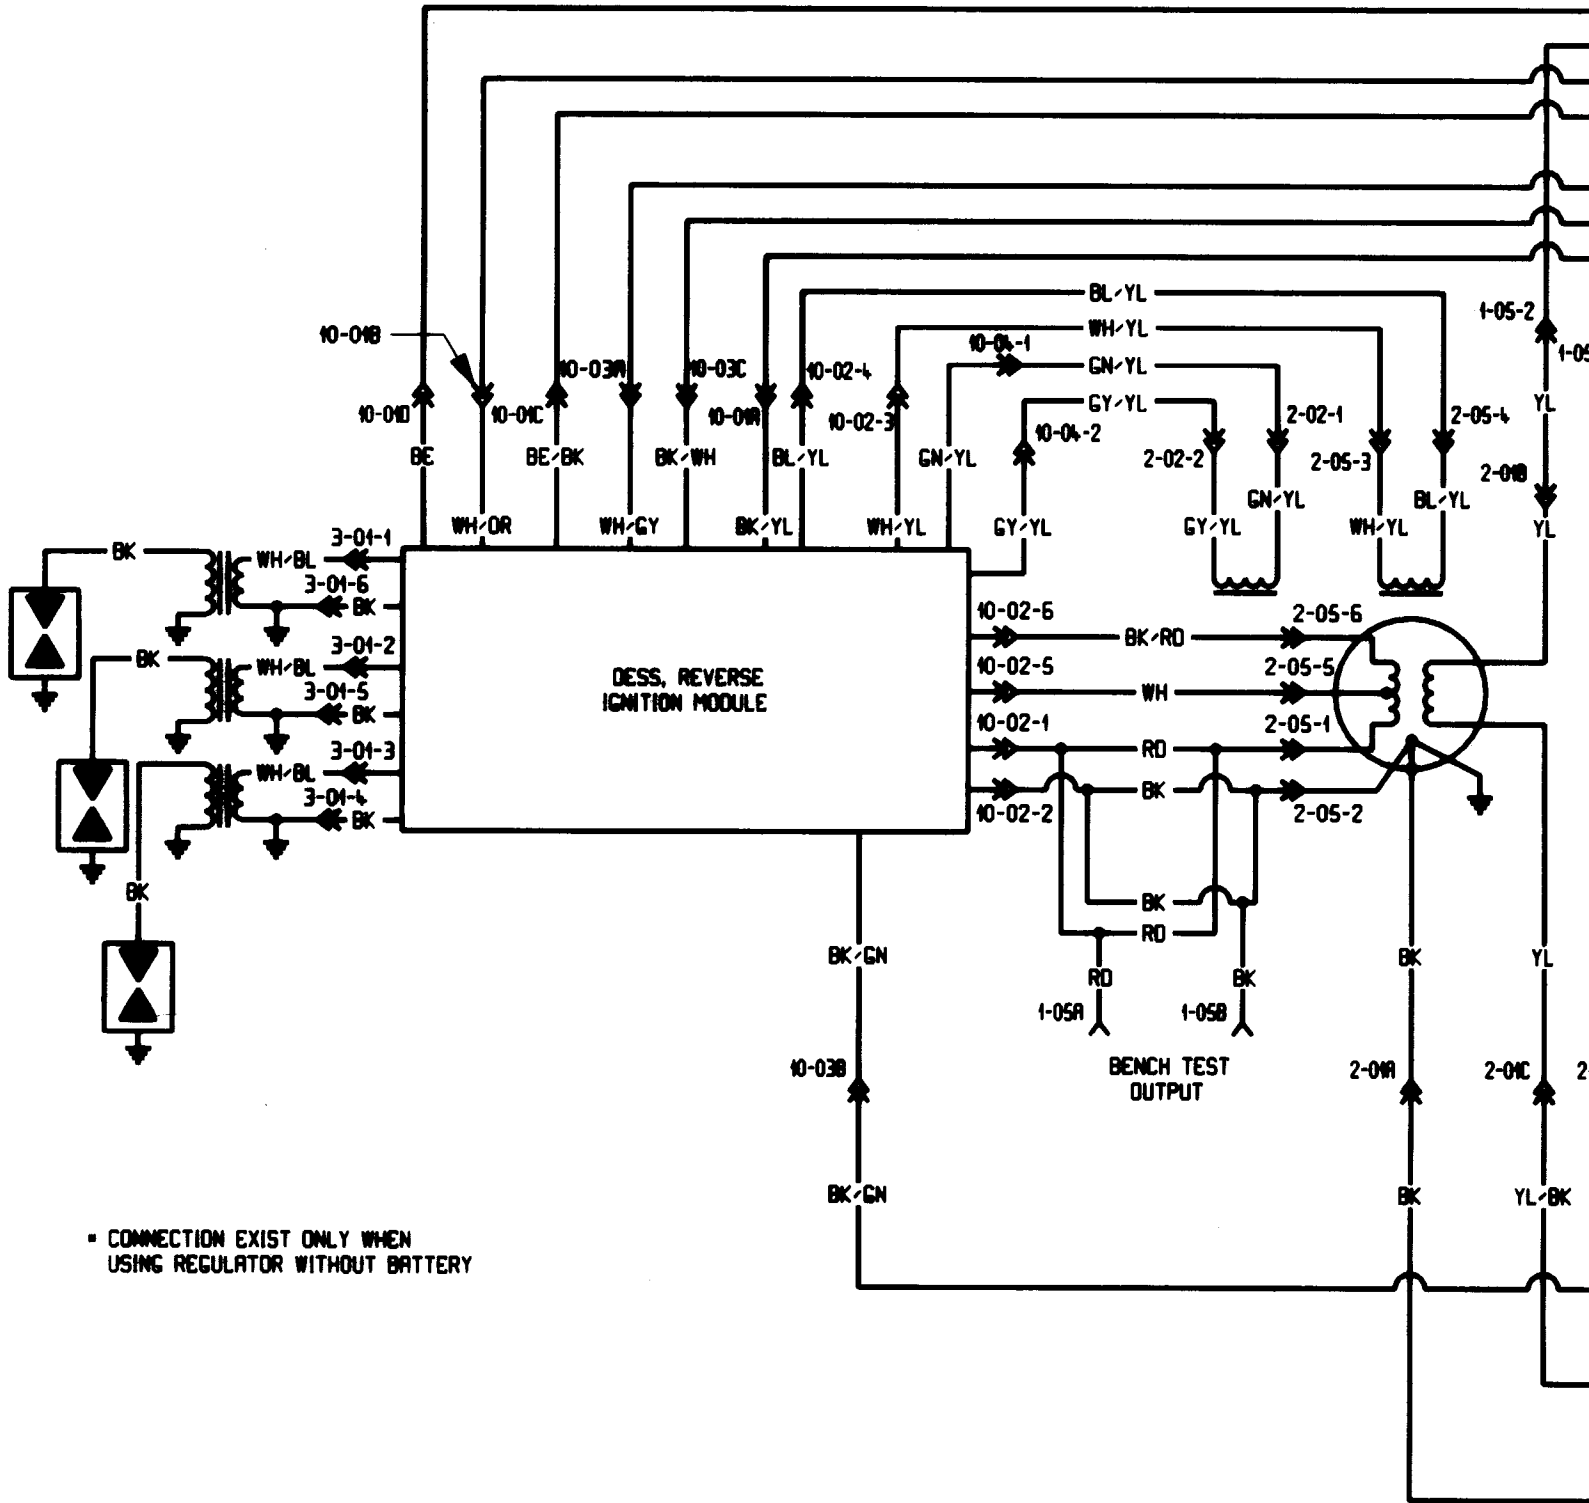 BL/YL
1-05-2
10-01B
WH/YL
10-04-1
1-05
10-03A
10-03C
10-02-4
GN/YL
10-01D
10-01C
10-01A
10-02-3
GY/YL
2-02-1
2-05-4
YL
10-04-2
BE
BE/BK
BK/WH
BL/YL
GN/YL
2-02-2
2-05-3
2-01B
GN/YL
BL/YL
WH/OR
WH/GY
BK/YL
WH/YL
GY/YL
GY/YL
WH/YL
YL
BK
3-01-1
WH/BL
3-01-6
BK
10-02-6
2-05-6
BK/RD
3-01-2
BK
WH/BL
10-02-5
2-05-5
3-01-5
BK
DESS, REVERSE
IGNITION MODULE
WH
10-02-1
2-05-1
3-01-3
RD
WH/BL
3-01-4
BK
BK
10-02-2
2-05-2
BK
BK
RD
BK/GN
BK
YL
RD
BK
1-05A
1-05B
10-03B
BENCH TEST
OUTPUT
2-01A
2-01C
2-
BK/GN
BK
YL/BK
* CONNECTION EXIST ONLY WHEN
USING REGULATOR WITHOUT BATTERY